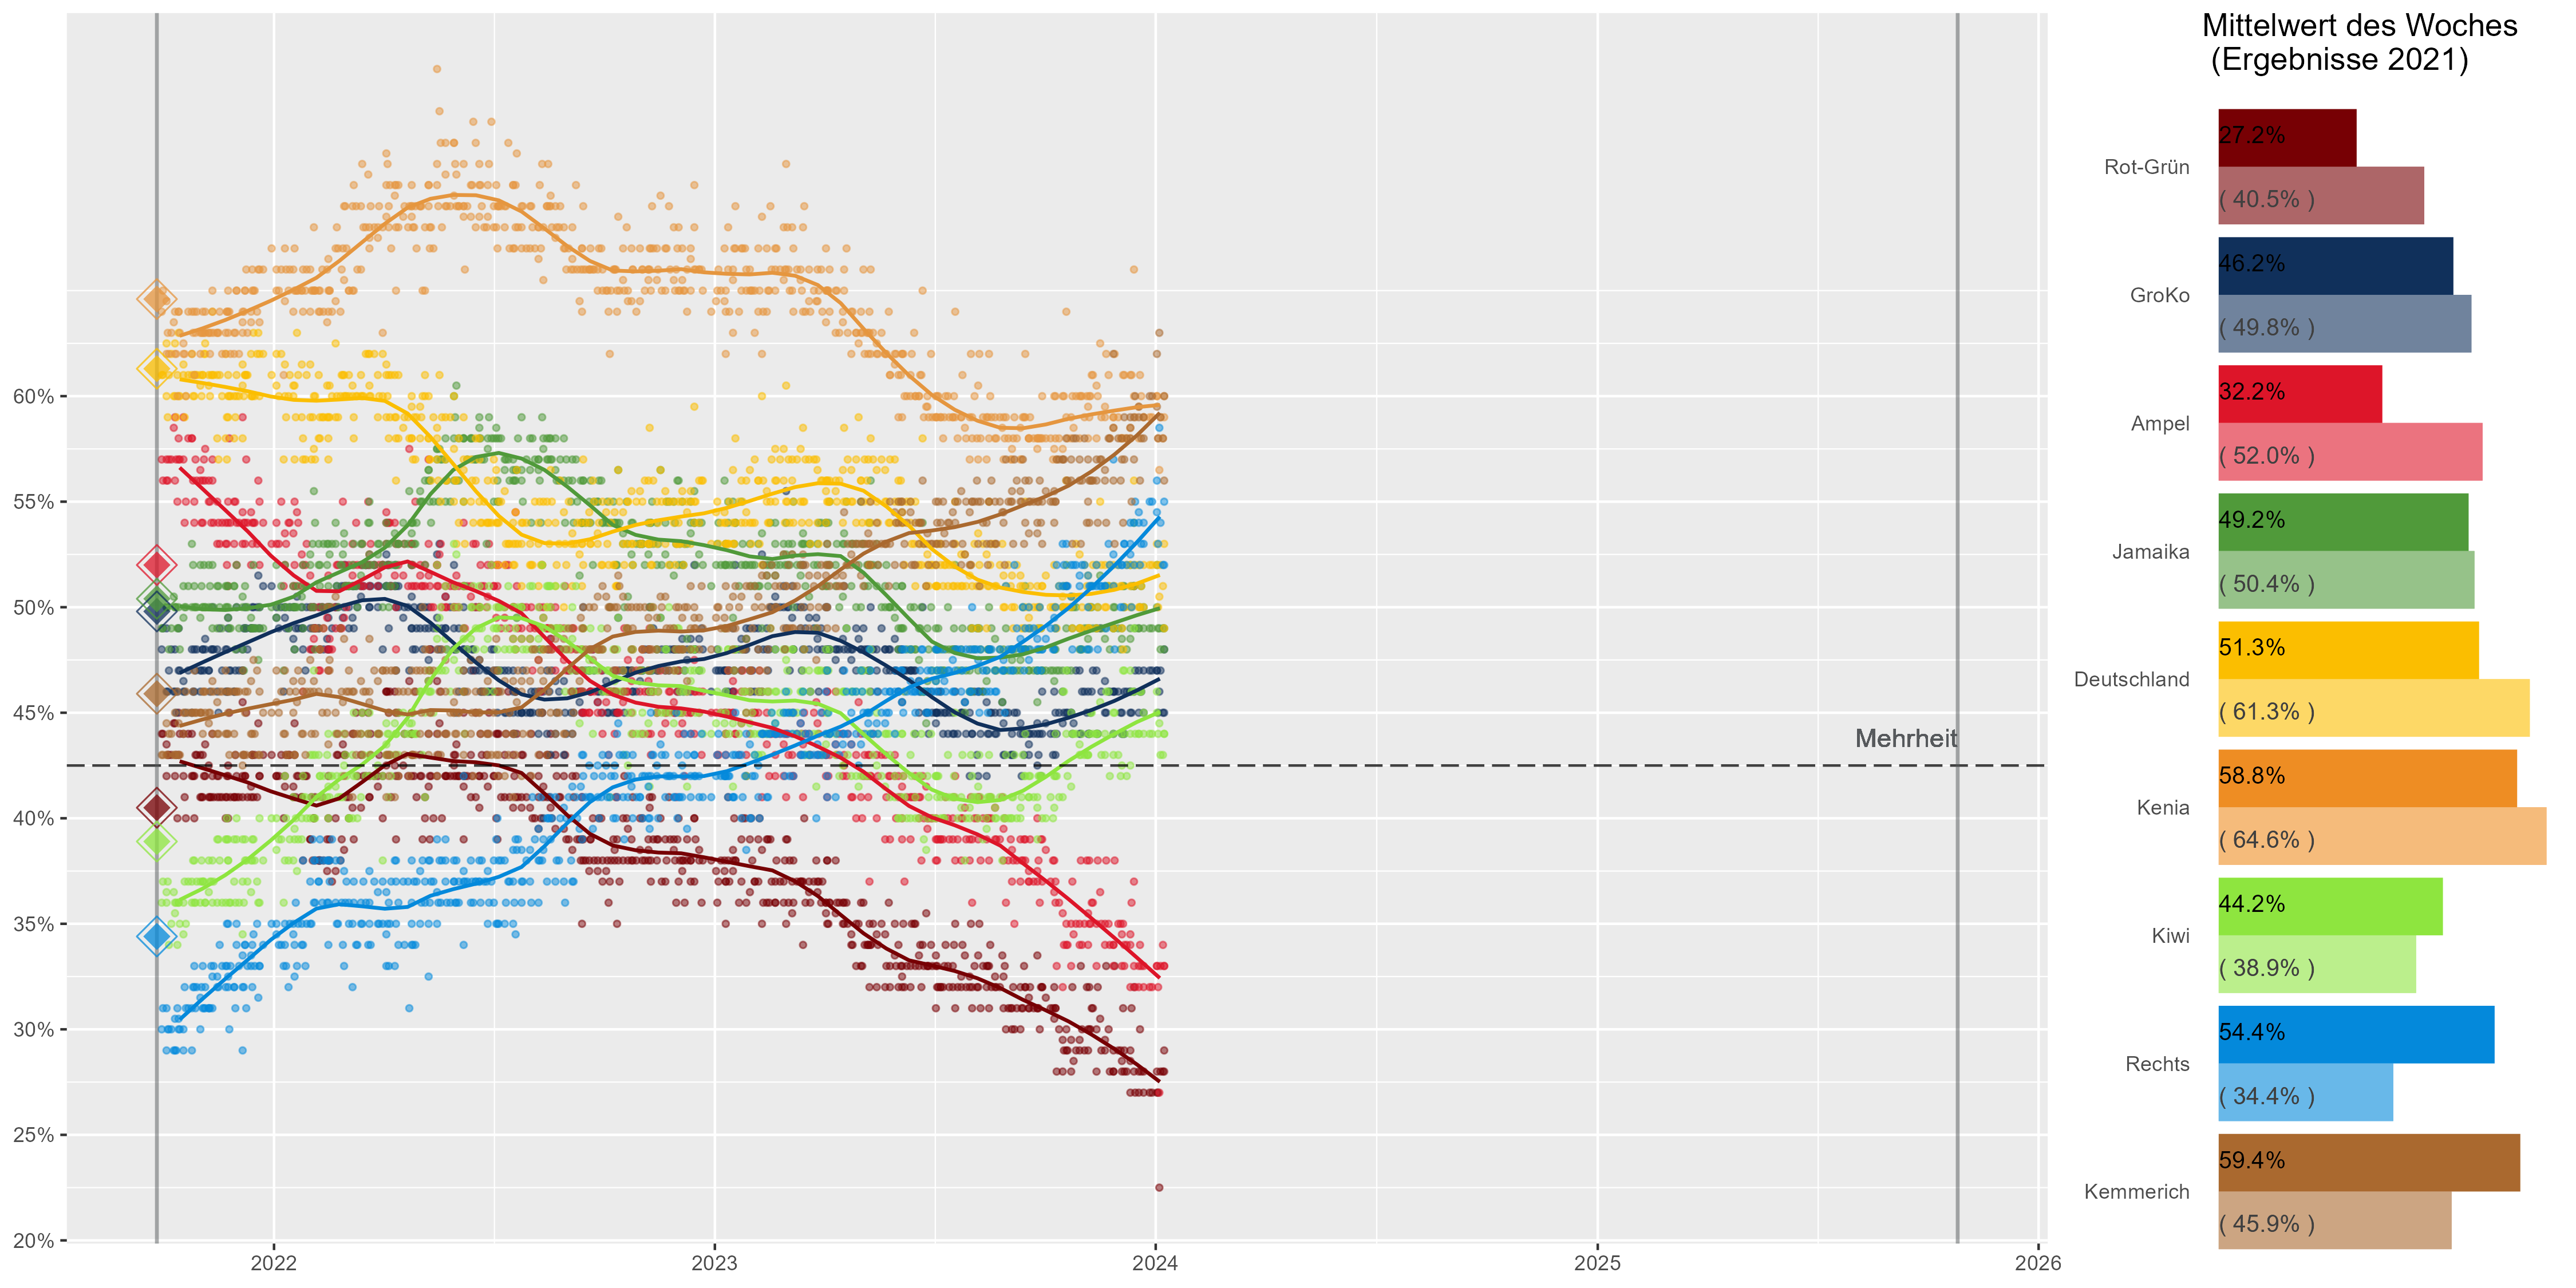 60%
55%
50%
45%
40%
35%
30%
25%
20%
2022
2023
2024
2025
2026
Mehrheit
Mittelwert des Woches
(Ergebnisse 2021)
Rot-Grün
27.2%
( 40.5% )
GroKo
46.2%
( 49.8% )
Ampel
32.2%
( 52.0% )
Jamaika
49.2%
( 50.4% )
Deutschland
51.3%
( 61.3% )
Kenia
58.8%
( 64.6% )
Kiwi
44.2%
( 38.9% )
Rechts
54.4%
( 34.4% )
Kemmerich
59.4%
( 45.9% )